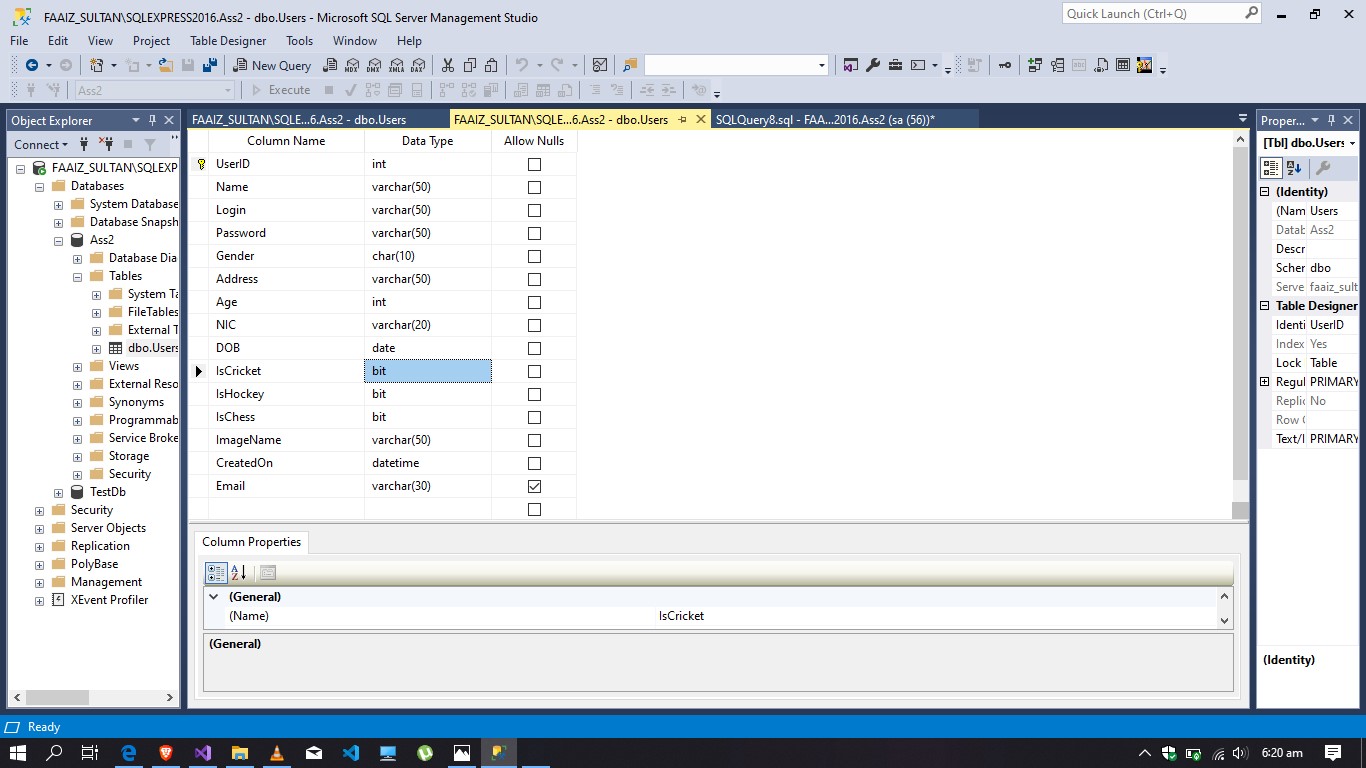 FAAIZ_SULTAN\SQLEXPRESS2016.Ass2 - dbo.Users - Microsoft SQL Server Management Studio
Quick Launch (Ctrl+Q)
File Edit View Project Table Designer Tools Window Help
New Query MDX DMX XMLA DAX
Ass2 Execute
Object Explorer
Connect
FAAIZ_SULTAN\SQLEXP
Databases
System Database
Database Snapsh
Ass2
Database Dia
Tables
System Ta
FileTables
External T
dbo.Users
Views
External Reso
Synonyms
Programmab
Service Broke
Storage
Security
TestDb
Security
Server Objects
Replication
PolyBase
Management
XEvent Profiler
FAAIZ_SULTAN\SQLE...6.Ass2 - dbo.Users
FAAIZ_SULTAN\SQLE...6.Ass2 - dbo.Users
SQLQuery8.sql - FAA...2016.Ass2 (sa (56))*
Column Name Data Type Allow Nulls
UserID int
Name varchar(50)
Login varchar(50)
Password varchar(50)
Gender char(10)
Address varchar(50)
Age int
NIC varchar(20)
DOB date
IsCricket bit
IsHockey bit
IsChess bit
ImageName varchar(50)
CreatedOn datetime
Email varchar(30)
Column Properties
(General)
(Name) IsCricket
(General)
Proper...
[Tbl] dbo.Users
(Identity)
(Nam Users
Datab Ass2
Descr
Scher dbo
Serve faaiz_sult
Table Designer
Identi UserID
Index Yes
Lock Table
Regul PRIMARY
Replic No
Row G
Text/I PRIMARY
(Identity)
Ready
6:20 am